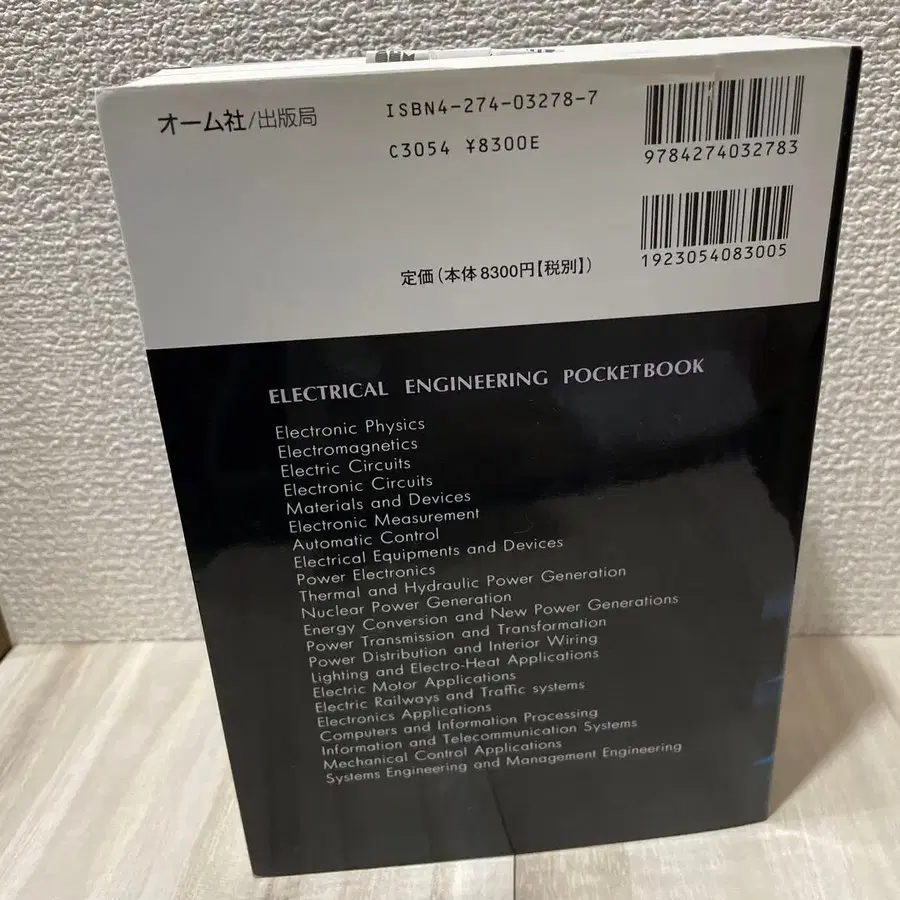 オーム社/出版局
ISBN4-274-03278-7
C3054 ¥8300E
9784274032783
1923054083005
定価(本体8300円【税別】)
ELECTRICAL ENGINEERING POCKETBOOK
Electronic Physics
Electromagnetics
Electric Circuits
Electronic Circuits
Materials and Devices
Electronic Measurement
Automatic Control
Electrical Equipments and Devices
Power Electronics
Thermal and Hydraulic Power Generation
Nuclear Power Generation
Energy Conversion and New Power Generations
Power Transmission and Transformation
Power Distribution and Interior Wiring
Lighting and Electro-Heat Applications
Electric Motor Applications
Electric Railways and Traffic systems
Electronics Applications
Computers and Information Processing
Information and Telecommunication Systems
Mechanical Control Applications
Systems Engineering and Management Engineering